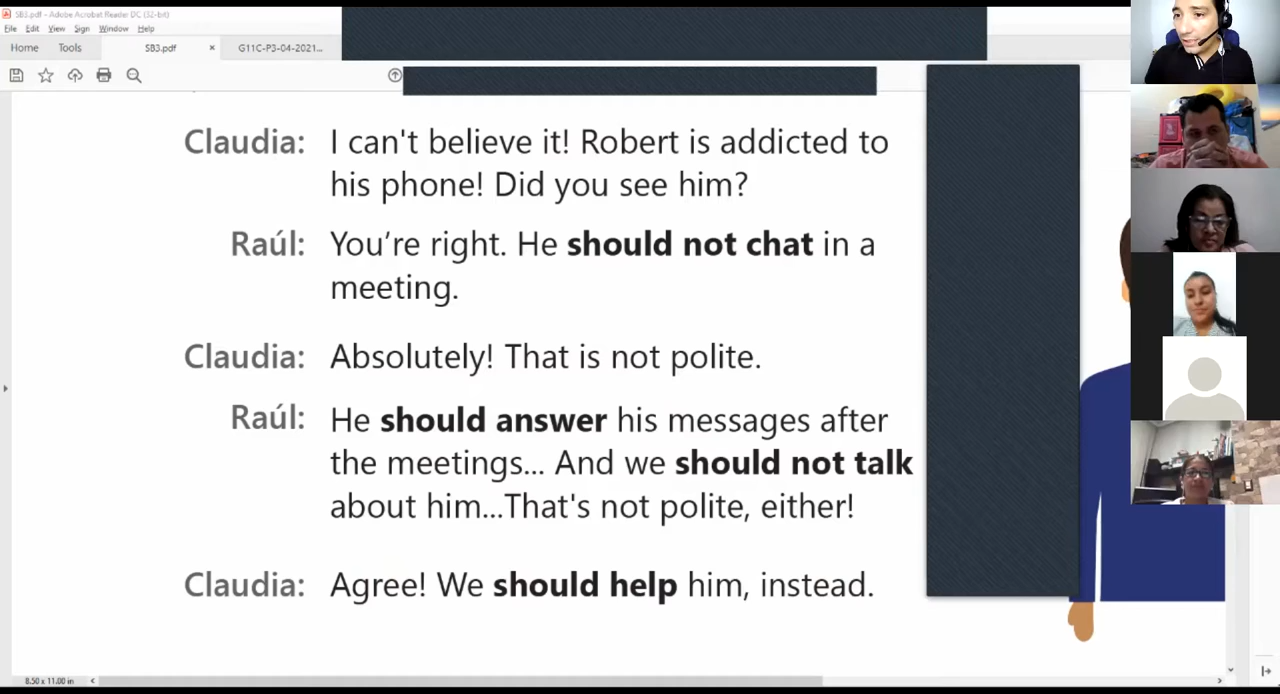 SB3.pdf - Adobe Acrobat Reader DC (32-bit)
File Edit View Sign Window Help
Home Tools SB3.pdf × G11C-P3-04-2021...
Claudia: I can't believe it! Robert is addicted to
his phone! Did you see him?
Raúl: You're right. He should not chat in a
meeting.
Claudia: Absolutely! That is not polite.
Raúl: He should answer his messages after
the meetings... And we should not talk
about him...That's not polite, either!
Claudia: Agree! We should help him, instead.
8.50 x 11.00 in